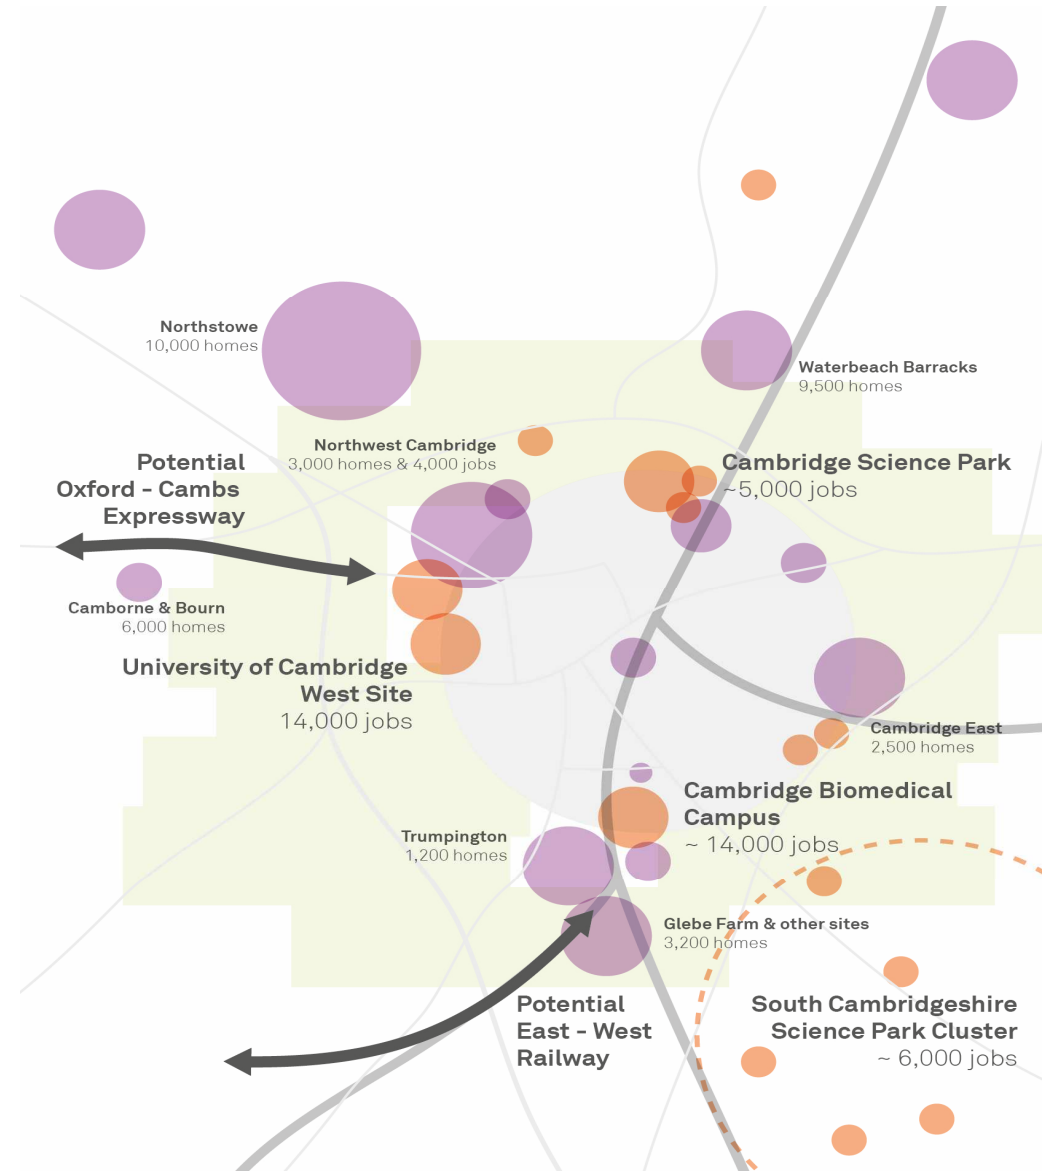 Northstowe
10,000 homes
Waterbeach Barracks
9,500 homes
Northwest Cambridge
3,000 homes & 4,000 jobs
Potential
Oxford - Cambs
Expressway
Cambridge Science Park
~5,000 jobs
Camborne & Bourn
6,000 homes
University of Cambridge
West Site
14,000 jobs
Cambridge East
2,500 homes
Cambridge Biomedical
Campus
~ 14,000 jobs
Trumpington
1,200 homes
Glebe Farm & other sites
3,200 homes
Potential
East - West
Railway
South Cambridgeshire
Science Park Cluster
~ 6,000 jobs